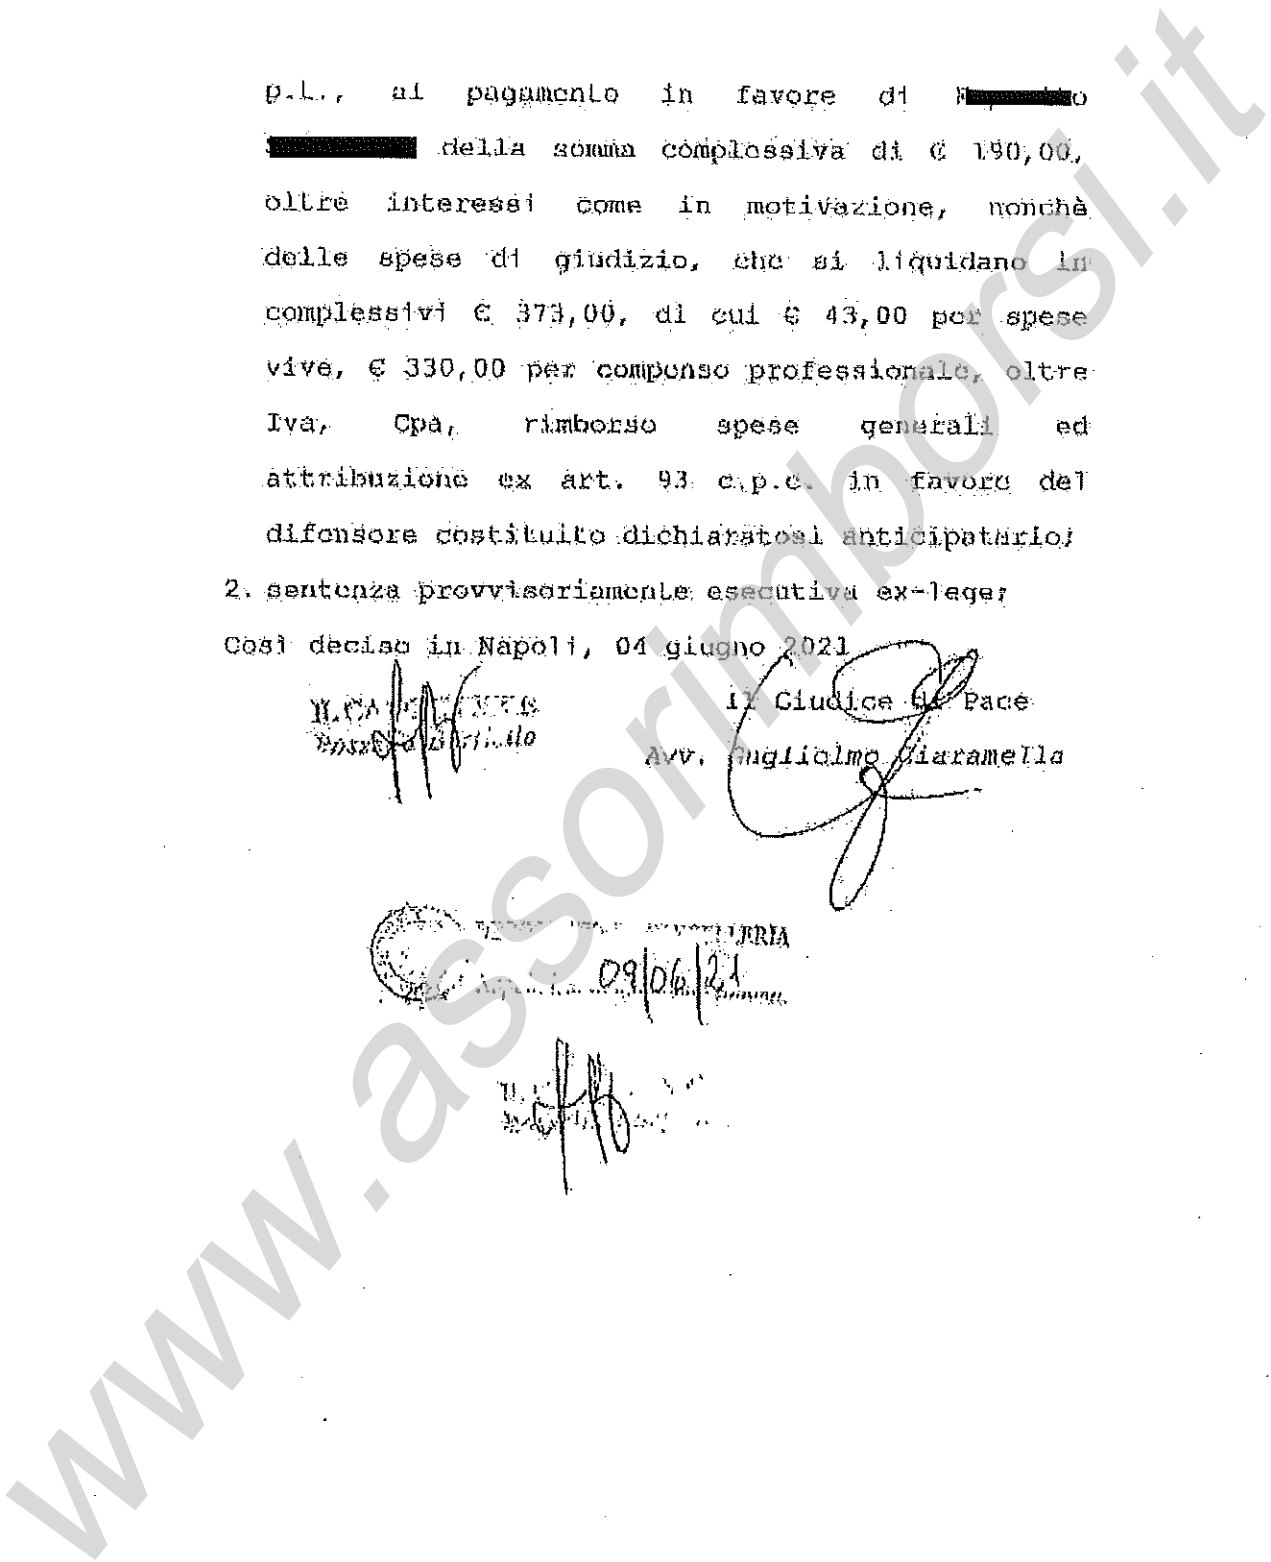 p.l., al pagamento in favore di
della somma complessiva di € 190,00,
oltre interessi come in motivazione, nonchè
delle spese di giudizio, che si liquidano in
complessivi € 373,00, di cui € 43,00 per spese
vive, € 330,00 per compenso professionale, oltre
Iva, Cpa, rimborso spese generali ed
attribuzione ex art. 93 c.p.c. in favore del
difensore costituito dichiaratosi anticipatario;
2. sentenza provvisoriamente esecutiva ex-lege;
Così deciso in Napoli, 04 giugno 2021
Il Giudice di Pace
Avv. Guglielmo Ciaramella
09/06/21
www.assorimborsi.it